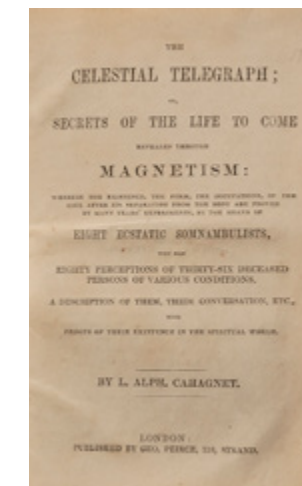 THE
CELESTIAL TELEGRAPH;
OR,
SECRETS OF THE LIFE TO COME
REVEALED THROUGH
MAGNETISM:
WHEREIN THE EXISTENCE, THE FORM, THE OCCUPATIONS, OF THE
SOUL AFTER ITS SEPARATION FROM THE BODY ARE PROVED
BY MANY YEARS' EXPERIMENTS, BY THE MEANS OF
EIGHT ECSTATIC SOMNAMBULISTS,
WHO HAD
EIGHTY PERCEPTIONS OF THIRTY-SIX DECEASED
PERSONS OF VARIOUS CONDITIONS.
A DESCRIPTION OF THEM, THEIR CONVERSATION, ETC.,
WITH
PROOFS OF THEIR EXISTENCE IN THE SPIRITUAL WORLD.
BY L. ALPH. CAHAGNET.
LONDON:
PUBLISHED BY GEO. PEIRCE, STRAND.